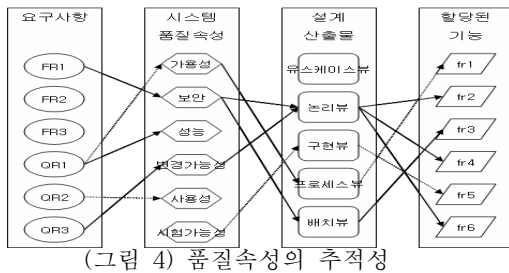 요구사항
시스템
품질속성
설계
산출물
할당된
기능
FR1
FR2
FR3
QR1
QR2
QR3
가용성
보안
성능
변경가능성
사용성
시험가능성
유스케이스뷰
논리뷰
구현뷰
프로세스뷰
배치뷰
fr1
fr2
fr3
fr4
fr5
fr6
(그림 4) 품질속성의 추적성